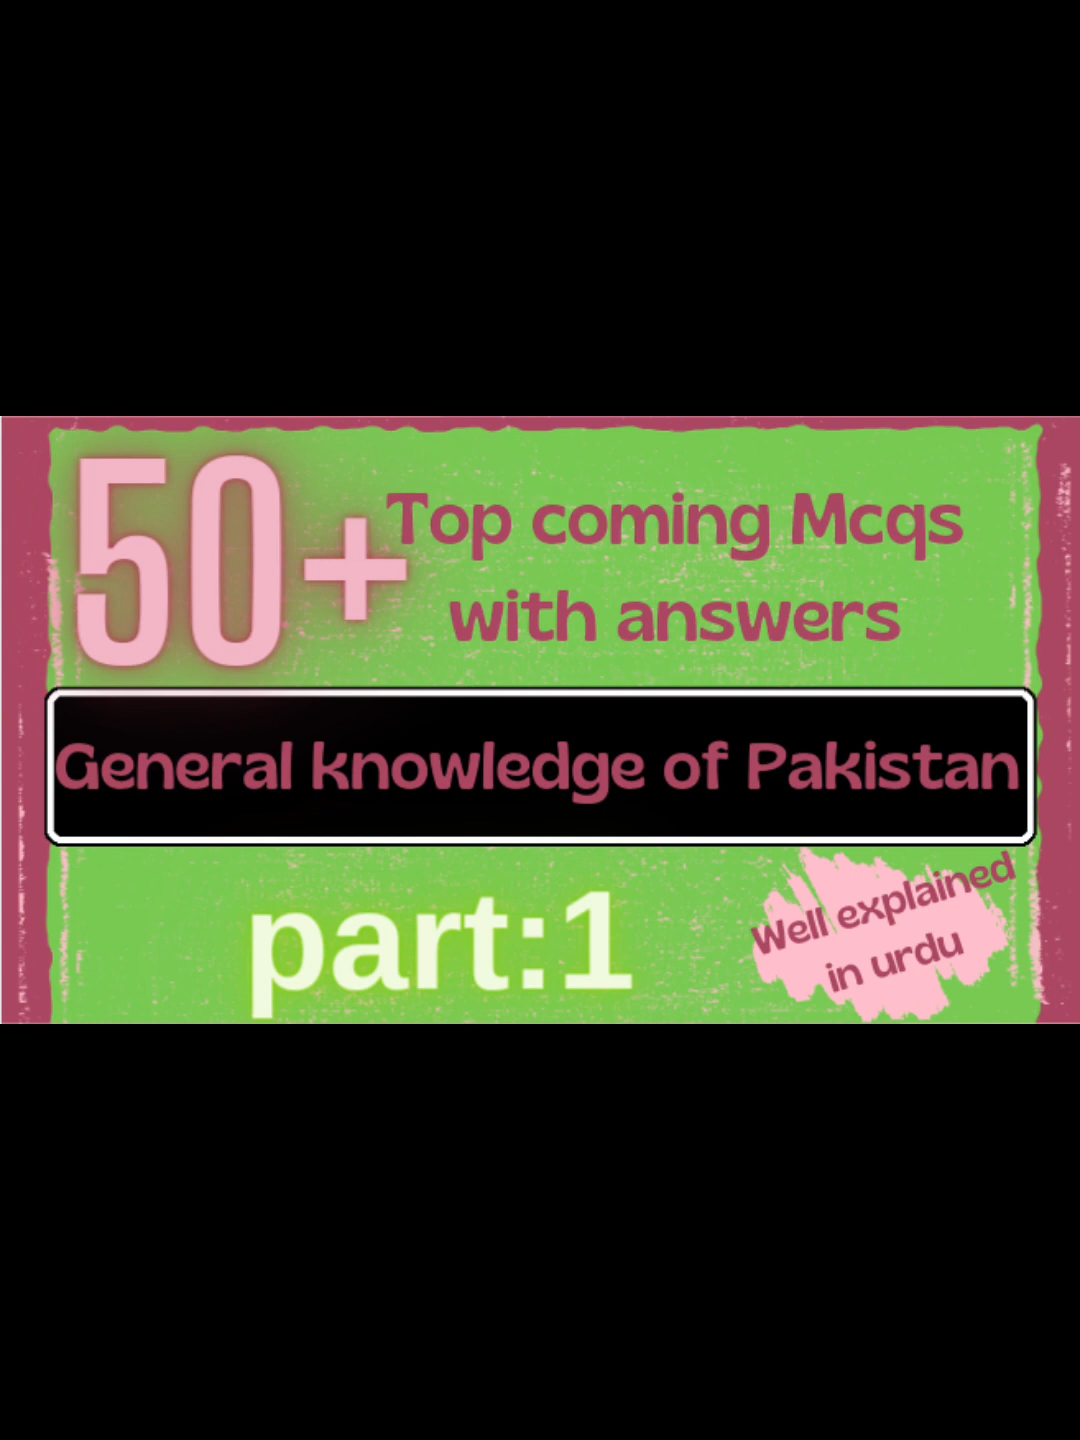 50+
Top coming Mcqs
with answers
General knowledge of Pakistan
part:1
Well explained
in urdu